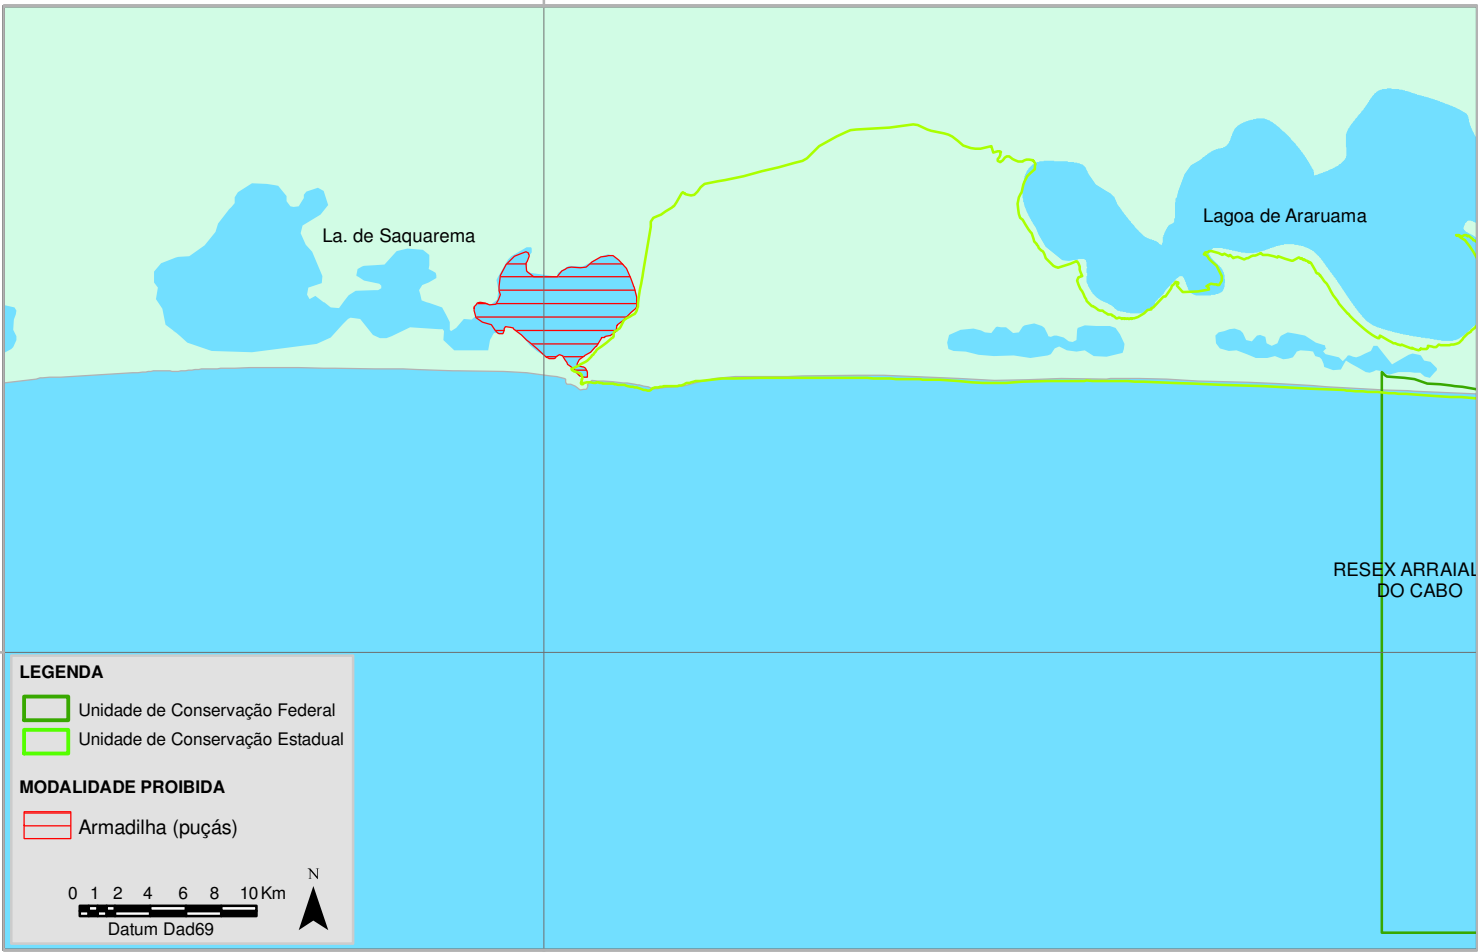 La. de Saquarema
Lagoa de Araruama
RESEX ARRAIAL
DO CABO
LEGENDA
Unidade de Conservação Federal
Unidade de Conservação Estadual
MODALIDADE PROIBIDA
Armadilha (puçás)
N
0 1 2 4 6 8 10 Km
Datum Dad69